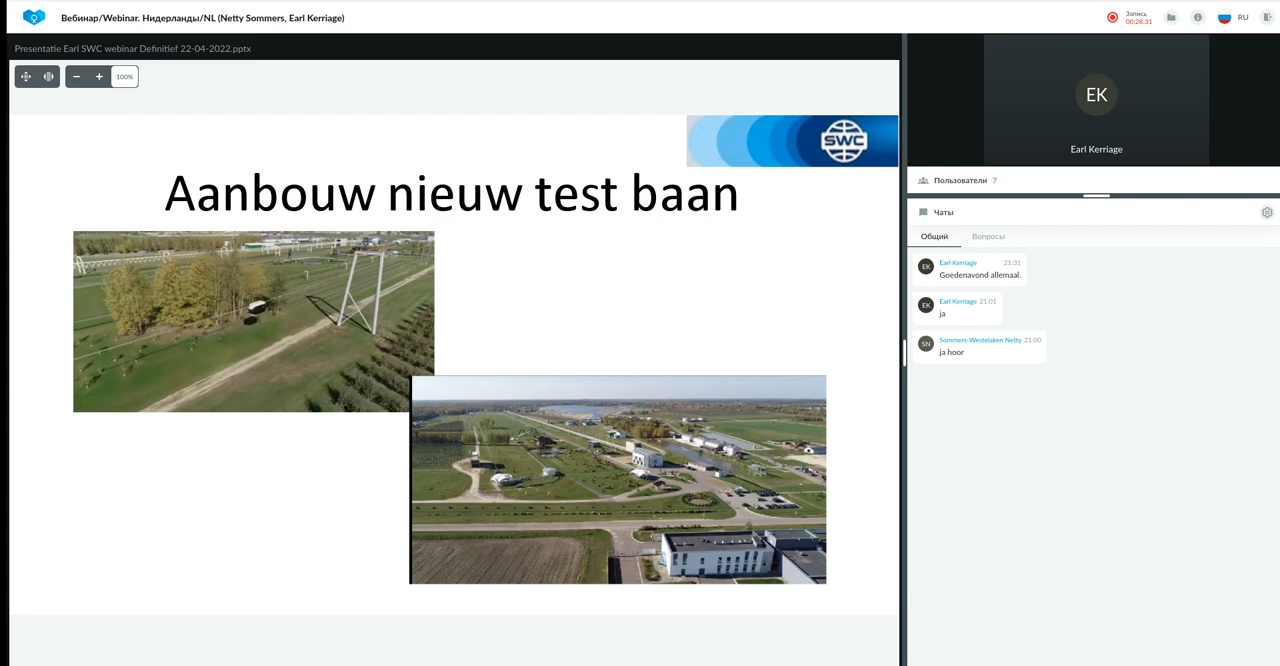 Вебинар/Webinar. Нидерланды/NL (Netty Sommers, Earl Kerriage)
Запись
00:28:31
RU
Presentatie Earl SWC webinar Definitief 22-04-2022.pptx
100%
SWC
Aanbouw nieuw test baan
EK
Earl Kerriage
Пользователи 7
Чаты
Общий Вопросы
EK Earl Kerriage 21:31
Goedenavond allemaal.
EK Earl Kerriage 21:01
ja
SN Sommers-Westelaken Netty 21:00
ja hoor